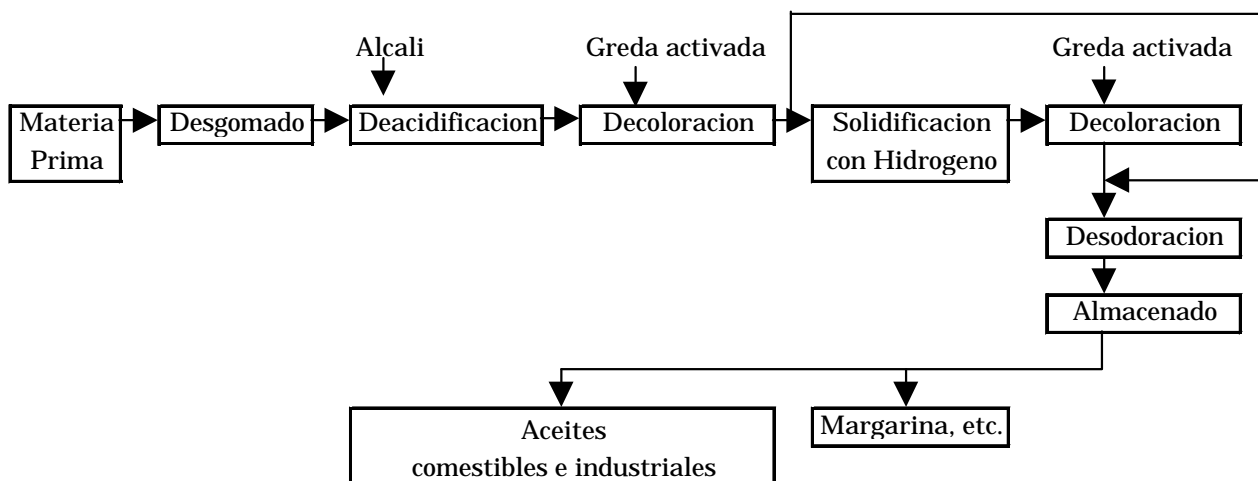 Alcali
Greda activada
Greda activada
Materia
Prima
Desgomado
Deacidificacion
Decoloracion
Solidificacion
con Hidrogeno
Decoloracion
Desodoracion
Almacenado
Aceites
comestibles e industriales
Margarina, etc.